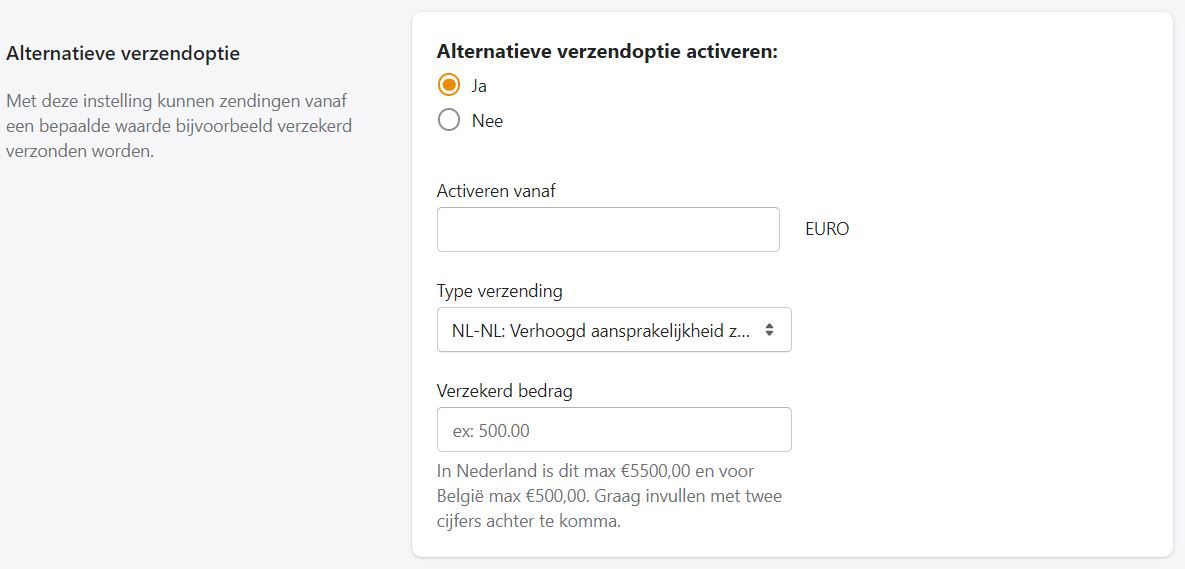 Alternatieve verzendoptie
Met deze instelling kunnen zendingen vanaf
een bepaalde waarde bijvoorbeeld verzekerd
verzonden worden.
Alternatieve verzendoptie activeren:
Ja
Nee
Activeren vanaf
EURO
Type verzending
NL-NL: Verhoogd aansprakelijkheid z...
Verzekerd bedrag
ex: 500.00
In Nederland is dit max €5500,00 en voor
België max €500,00. Graag invullen met twee
cijfers achter te komma.